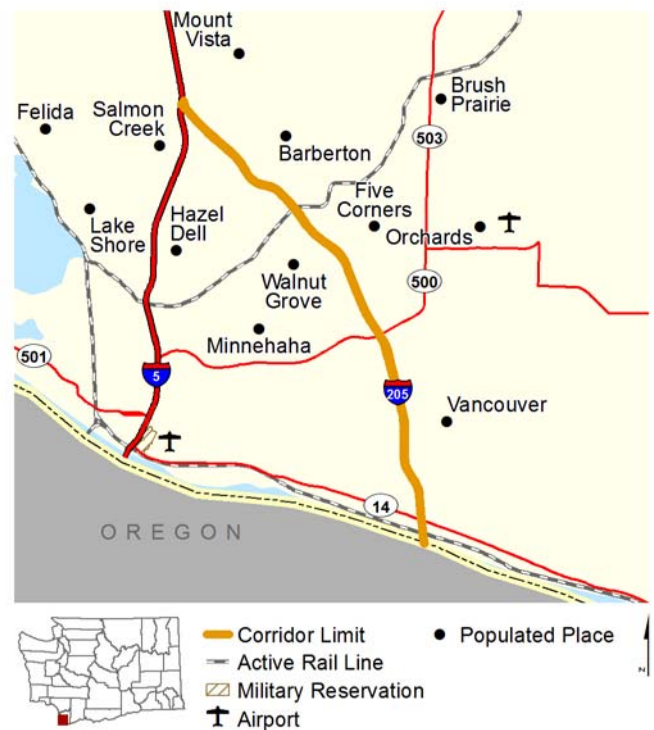 Mount
Vista
Brush
Prairie
Felida
Salmon
Creek
503
Barberton
Five
Corners
Lake
Shore
Hazel
Dell
Orchards
Walnut
Grove
500
Minnehaha
501
5
205
Vancouver
14
OREGON
Corridor Limit
Populated Place
Active Rail Line
Military Reservation
Airport
N